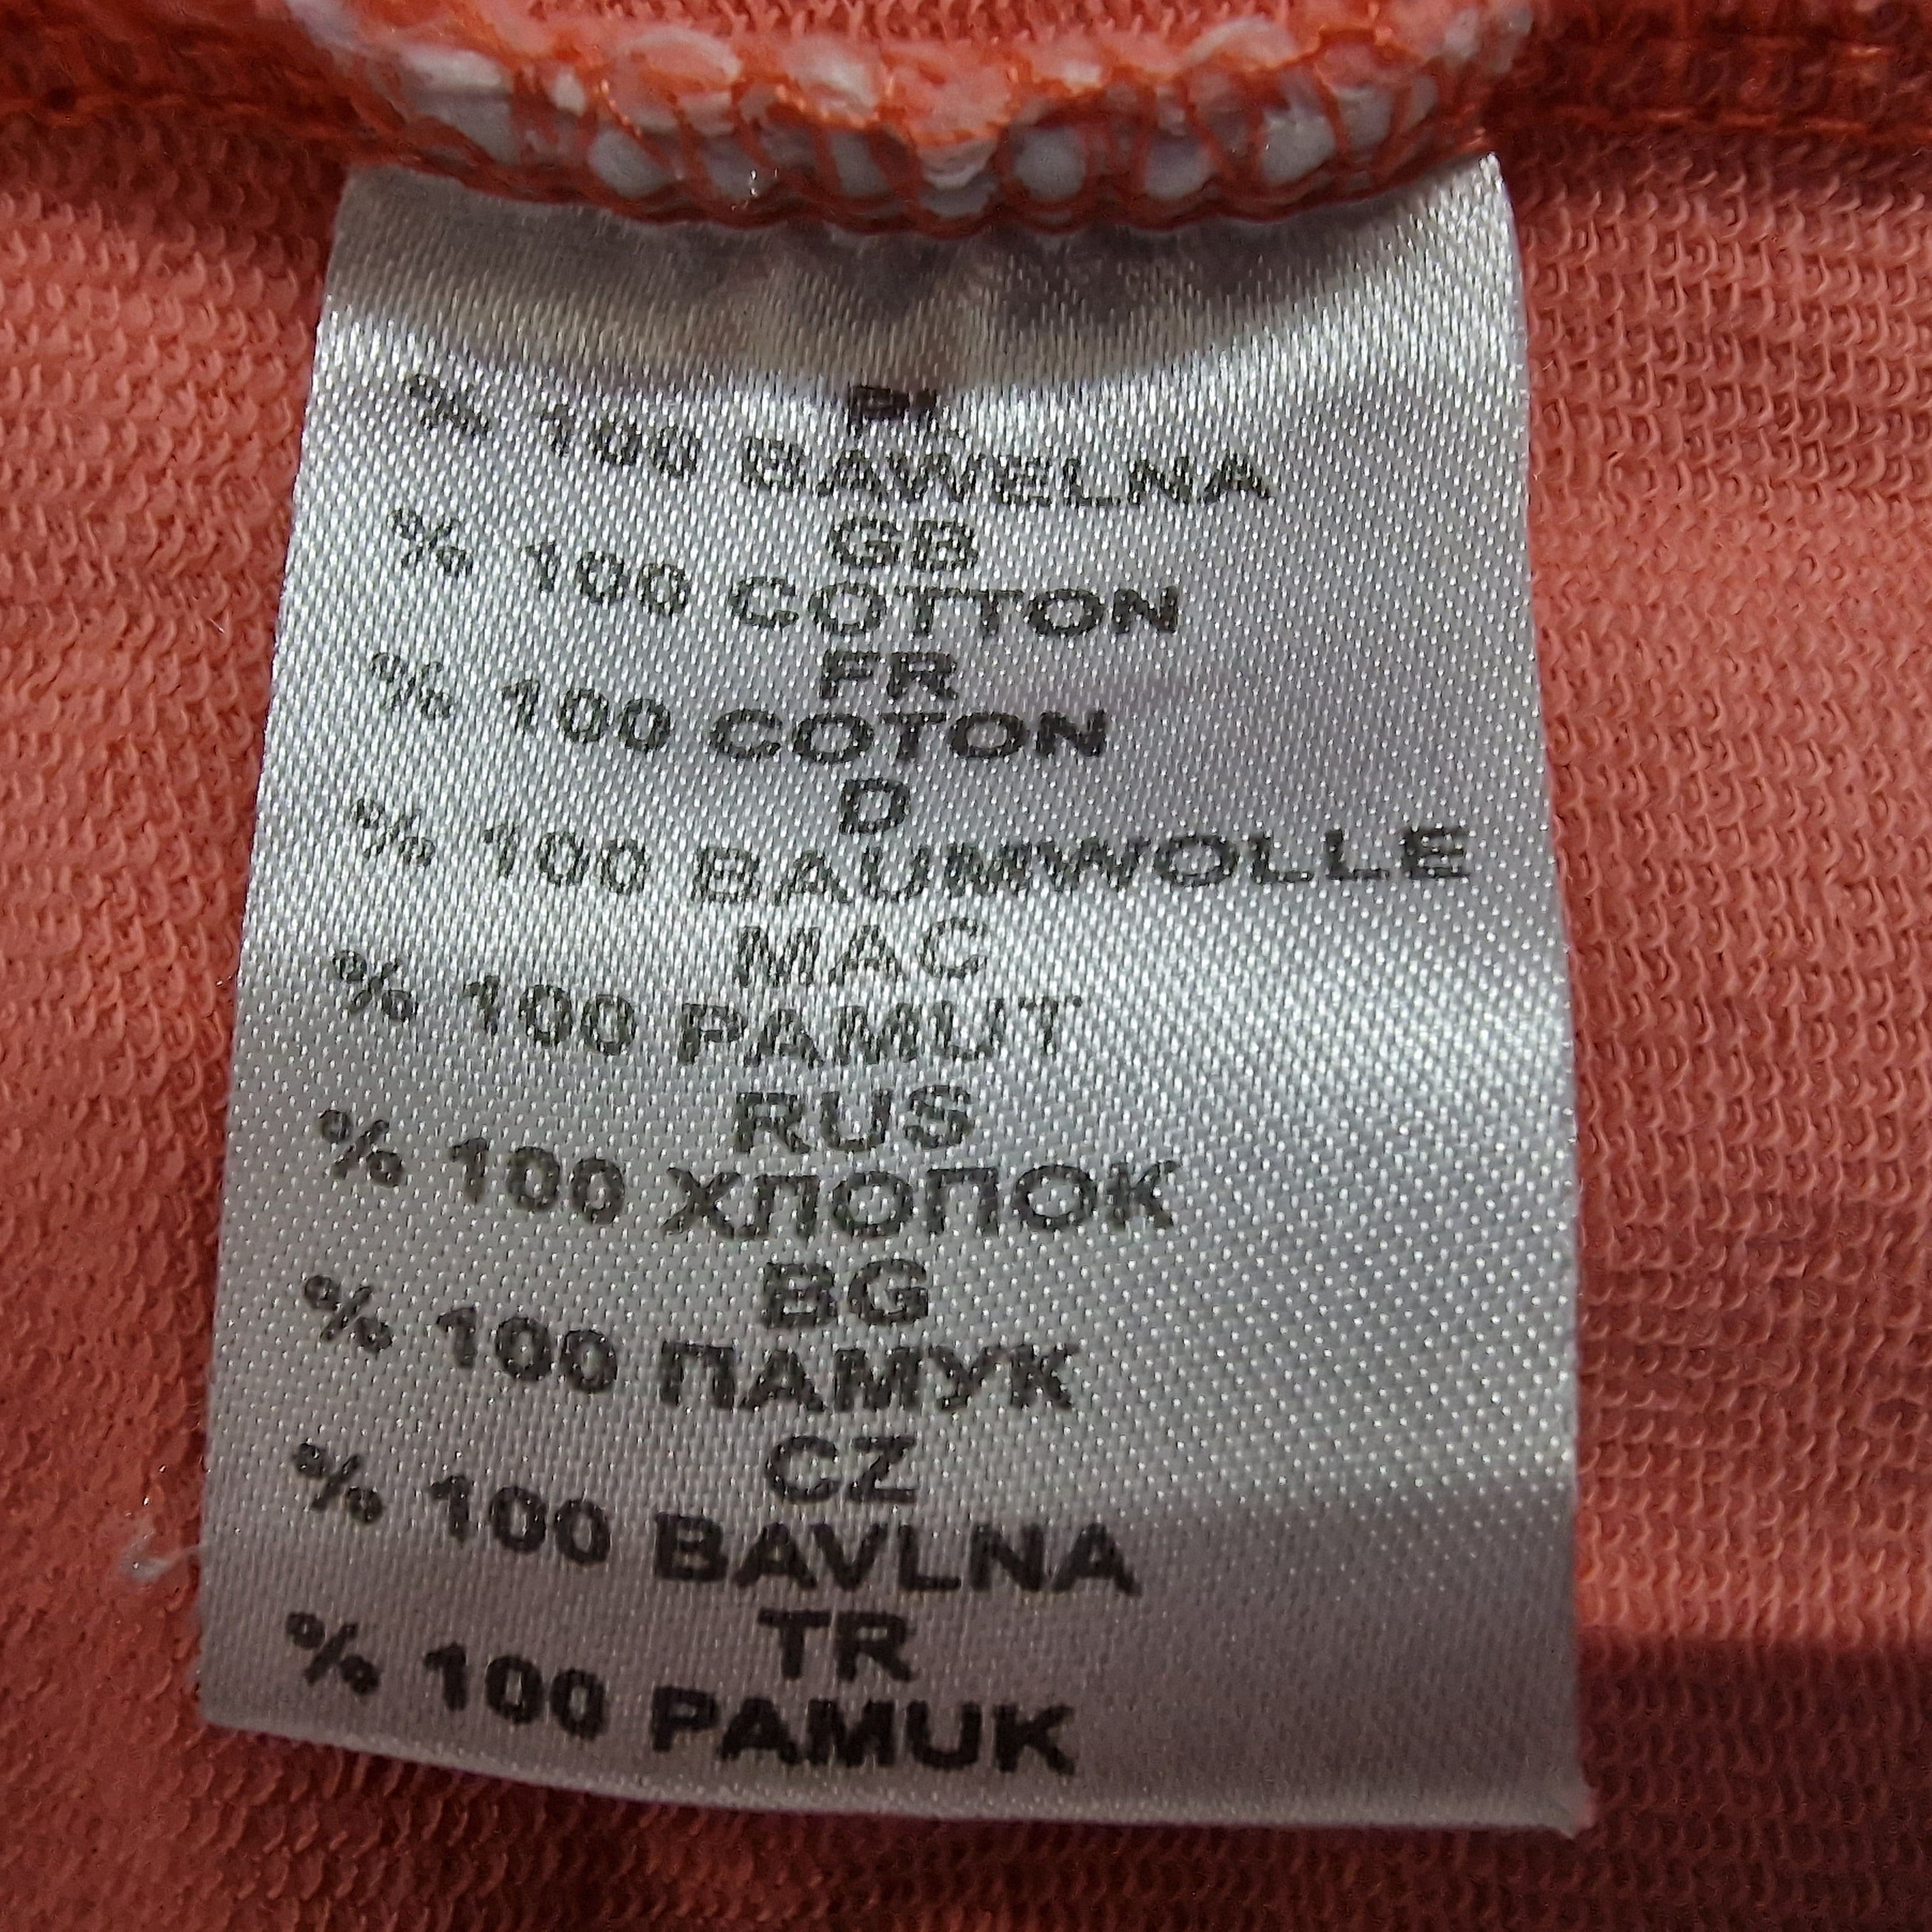 PL
% 100 BAWELNA
GB
% 100 COTTON
FR
% 100 COTON
D
% 100 BAUMWOLLE
MAC
% 100 PAMUT
RUS
% 100 ХЛОПОК
BG
% 100 ПАМУК
CZ
% 100 BAVLNA
TR
% 100 PAMUK